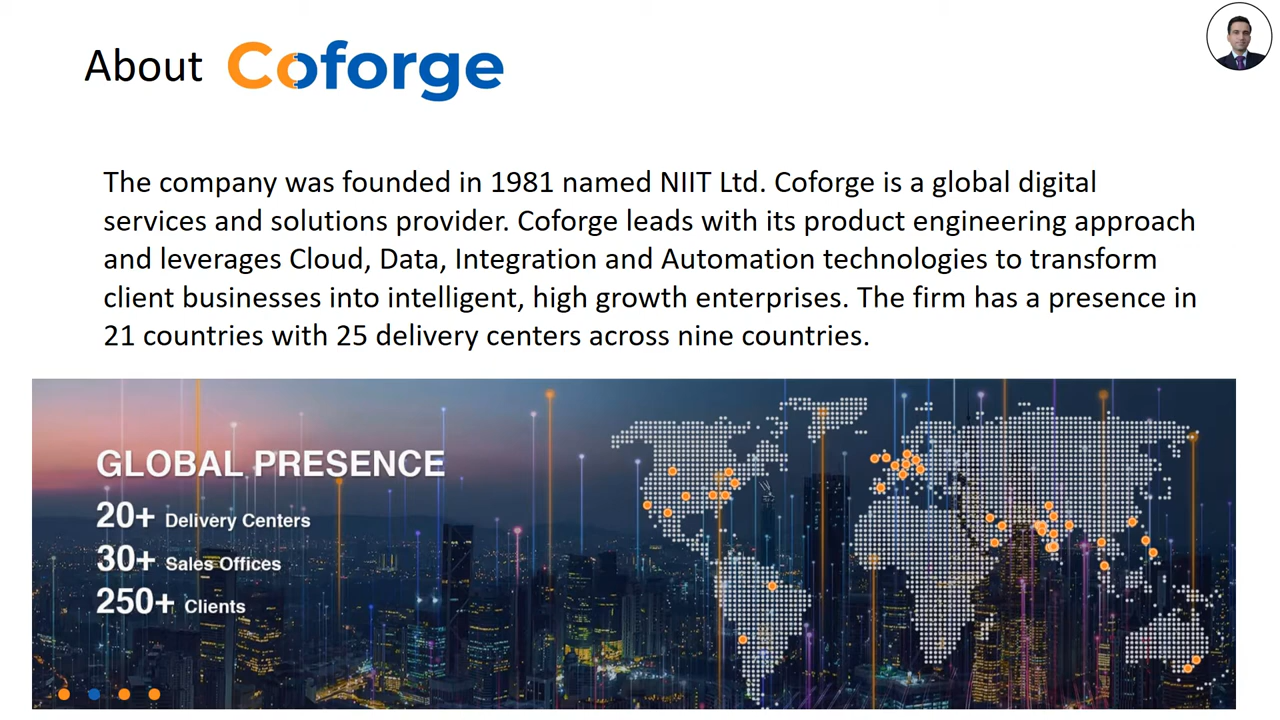 About Coforge
The company was founded in 1981 named NIIT Ltd. Coforge is a global digital
services and solutions provider. Coforge leads with its product engineering approach
and leverages Cloud, Data, Integration and Automation technologies to transform
client businesses into intelligent, high growth enterprises. The firm has a presence in
21 countries with 25 delivery centers across nine countries.
GLOBAL PRESENCE
20+ Delivery Centers
30+ Sales Offices
250+ Clients